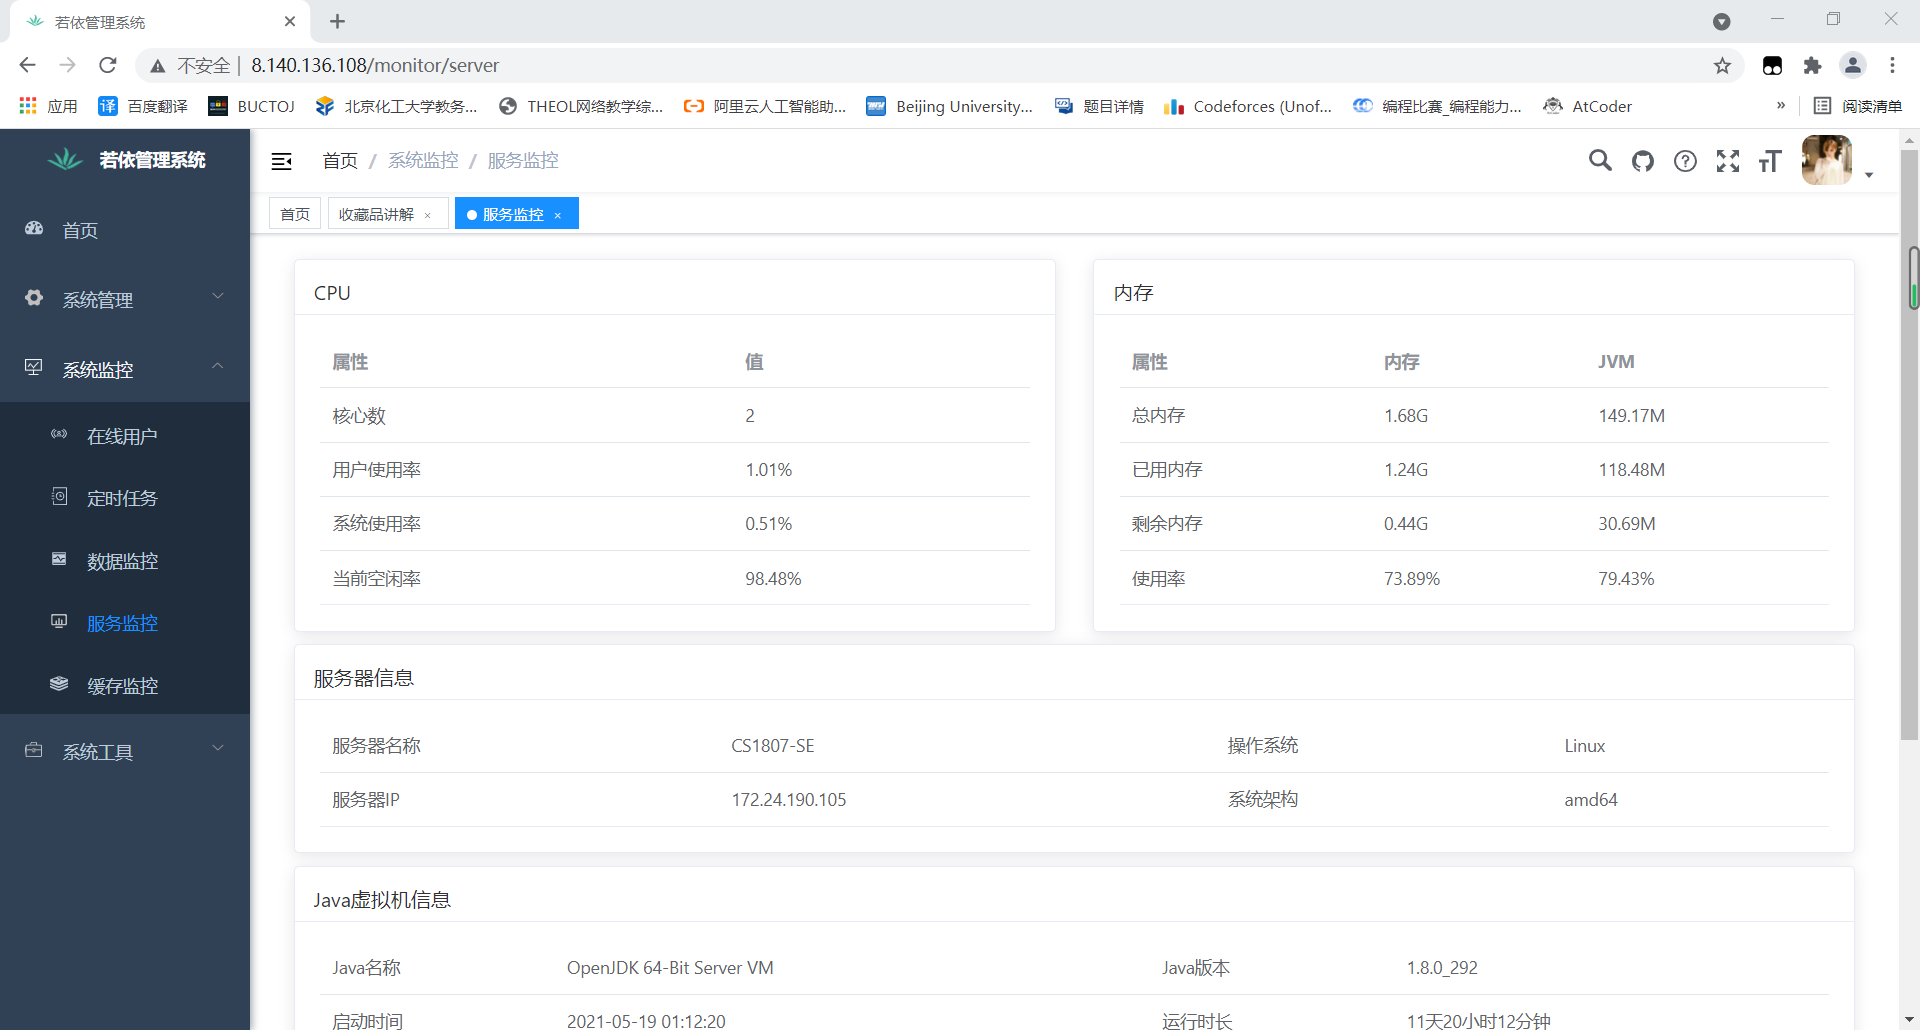 若依管理系统
不安全 | 8.140.136.108/monitor/server
应用 百度翻译 BUCTOJ 北京化工大学教务... THEOL网络教学综... 阿里云人工智能助... Beijing University... 题目详情 Codeforces (Unof... 编程比赛_编程能力... AtCoder » 阅读清单
若依管理系统
首页 / 系统监控 / 服务监控
首页 收藏品讲解 × 服务监控 ×
首页
系统管理
系统监控
在线用户
定时任务
数据监控
服务监控
缓存监控
系统工具
CPU
属性 值
核心数 2
用户使用率 1.01%
系统使用率 0.51%
当前空闲率 98.48%
内存
属性 内存 JVM
总内存 1.68G 149.17M
已用内存 1.24G 118.48M
剩余内存 0.44G 30.69M
使用率 73.89% 79.43%
服务器信息
服务器名称 CS1807-SE 操作系统 Linux
服务器IP 172.24.190.105 系统架构 amd64
Java虚拟机信息
Java名称 OpenJDK 64-Bit Server VM Java版本 1.8.0_292
启动时间 2021-05-19 01:12:20 运行时长 11天20小时12分钟